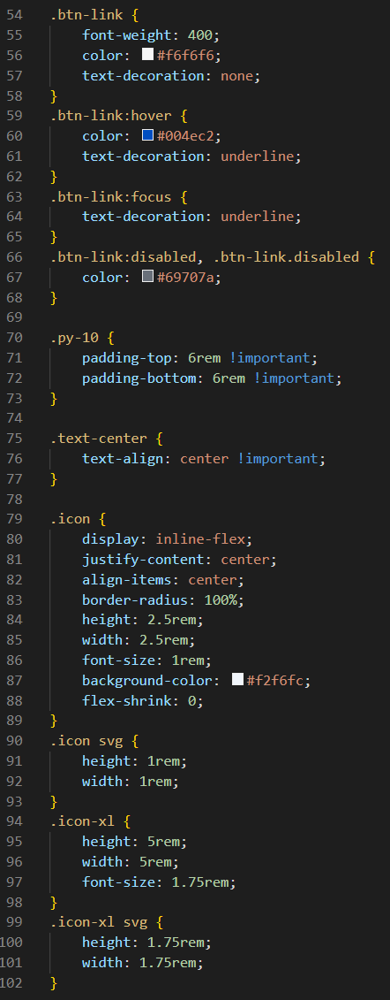 54 .btn-link {
55     font-weight: 400;
56     color: #f6f6f6;
57     text-decoration: none;
58 }
59 .btn-link:hover {
60     color: #004ec2;
61     text-decoration: underline;
62 }
63 .btn-link:focus {
64     text-decoration: underline;
65 }
66 .btn-link:disabled, .btn-link.disabled {
67     color: #69707a;
68 }
69
70 .py-10 {
71     padding-top: 6rem !important;
72     padding-bottom: 6rem !important;
73 }
74
75 .text-center {
76     text-align: center !important;
77 }
78
79 .icon {
80     display: inline-flex;
81     justify-content: center;
82     align-items: center;
83     border-radius: 100%;
84     height: 2.5rem;
85     width: 2.5rem;
86     font-size: 1rem;
87     background-color: #f2f6fc;
88     flex-shrink: 0;
89 }
90 .icon svg {
91     height: 1rem;
92     width: 1rem;
93 }
94 .icon-xl {
95     height: 5rem;
96     width: 5rem;
97     font-size: 1.75rem;
98 }
99 .icon-xl svg {
100     height: 1.75rem;
101     width: 1.75rem;
102 }